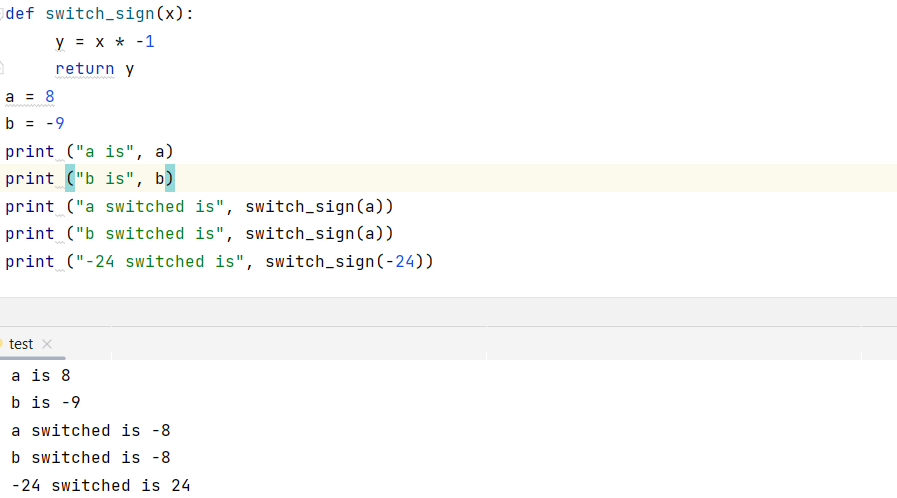 def switch_sign(x):
     y = x * -1
     return y
a = 8
b = -9
print ("a is", a)
print ("b is", b)
print ("a switched is", switch_sign(a))
print ("b switched is", switch_sign(a))
print ("-24 switched is", switch_sign(-24))
test ×
a is 8
b is -9
a switched is -8
b switched is -8
-24 switched is 24